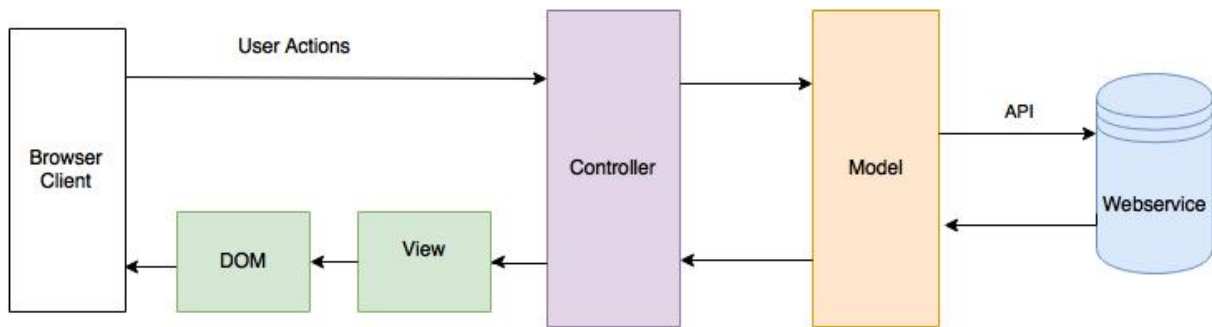 User Actions
API
Browser
Client
Controller
Model
Webservice
View
DOM